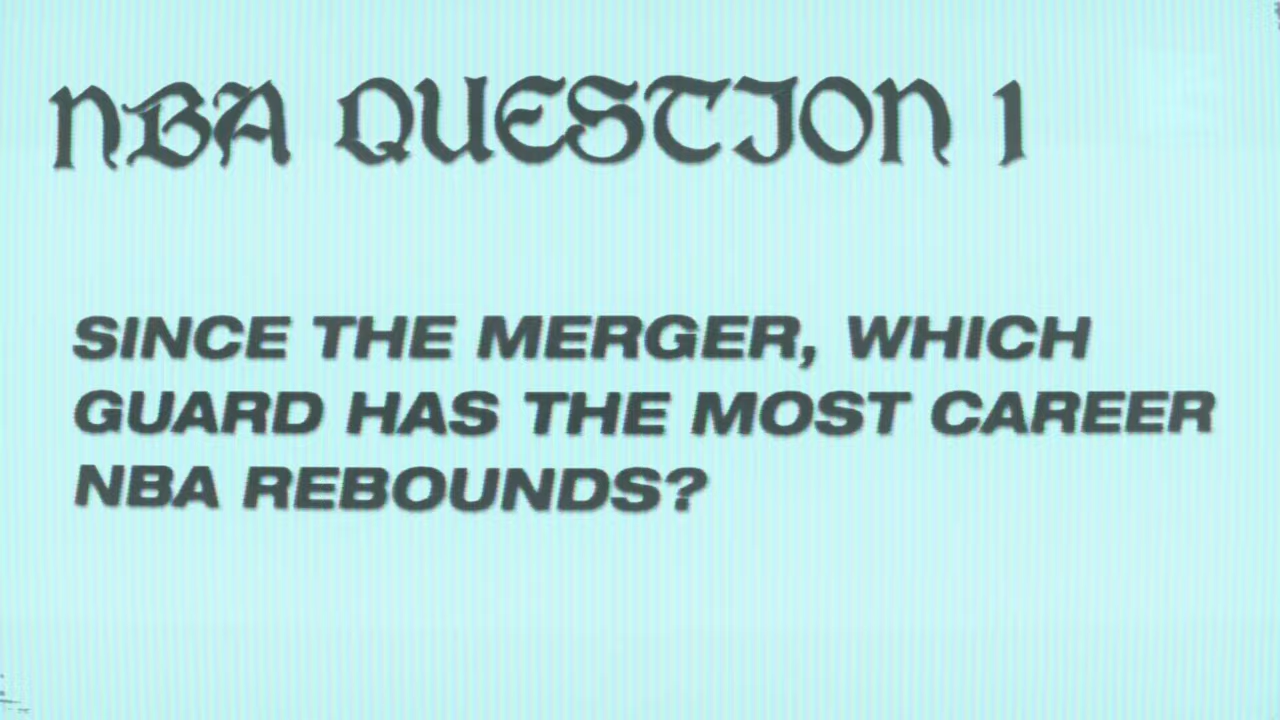 NBA QUESTION 1
SINCE THE MERGER, WHICH
GUARD HAS THE MOST CAREER
NBA REBOUNDS?